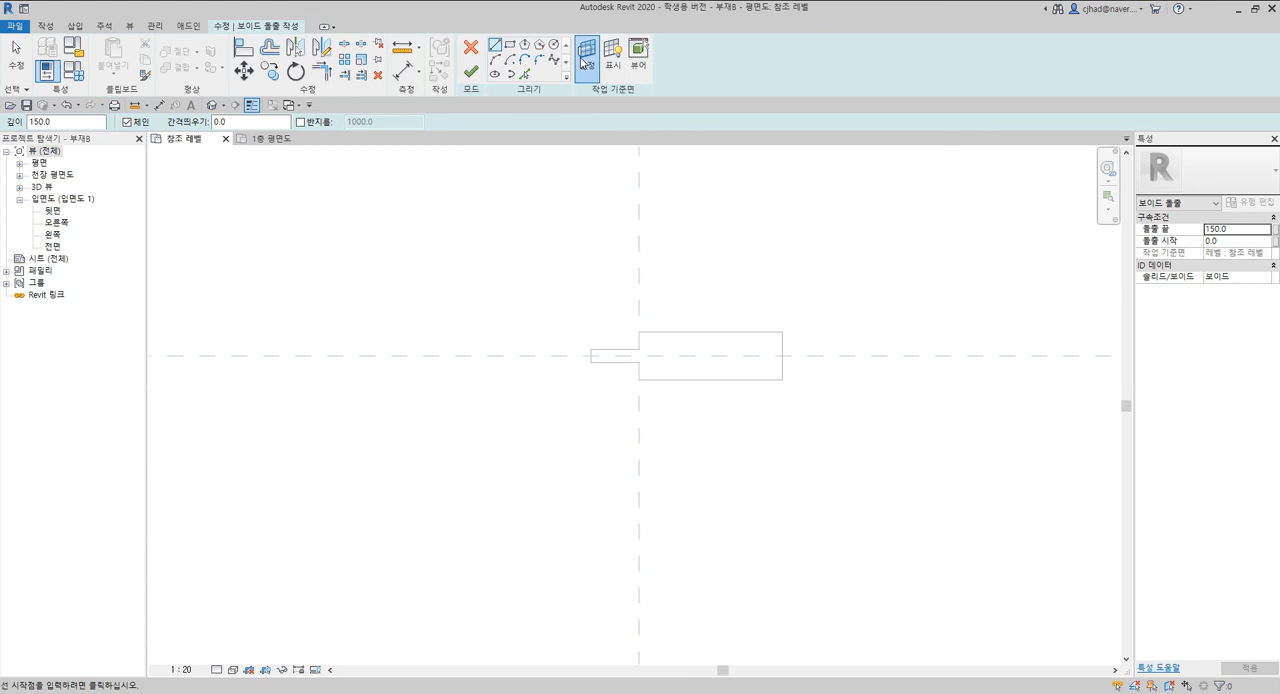 Autodesk Revit 2020 - 학생용 버전 - 부재B - 평면도: 참조 레벨
cjhad@naver....
파일 작성 삽입 주석 뷰 관리 애드인 수정 | 보이드 돌출 작성
수정 붙여넣기 절단 결합 설정 표시 뷰어
선택 특성 클립보드 형상 수정 측정 작성 모드 그리기 작업 기준면
깊이 150.0 체인 간격띄우기: 0.0 반지름: 1000.0
프로젝트 탐색기 - 부재B
참조 레벨 1층 평면도
특성
뷰 (전체)
평면
천장 평면도
3D 뷰
입면도 (입면도 1)
뒷면
오른쪽
왼쪽
전면
시트 (전체)
패밀리
그룹
Revit 링크
2D
R
보이드 돌출 유형 편집
구속조건
돌출 끝 150.0
돌출 시작 0.0
작업 기준면 레벨 : 참조 레벨
ID 데이터
솔리드/보이드 보이드
1 : 20
특성 도움말 적용
선 시작점을 입력하려면 클릭하십시오.
:0